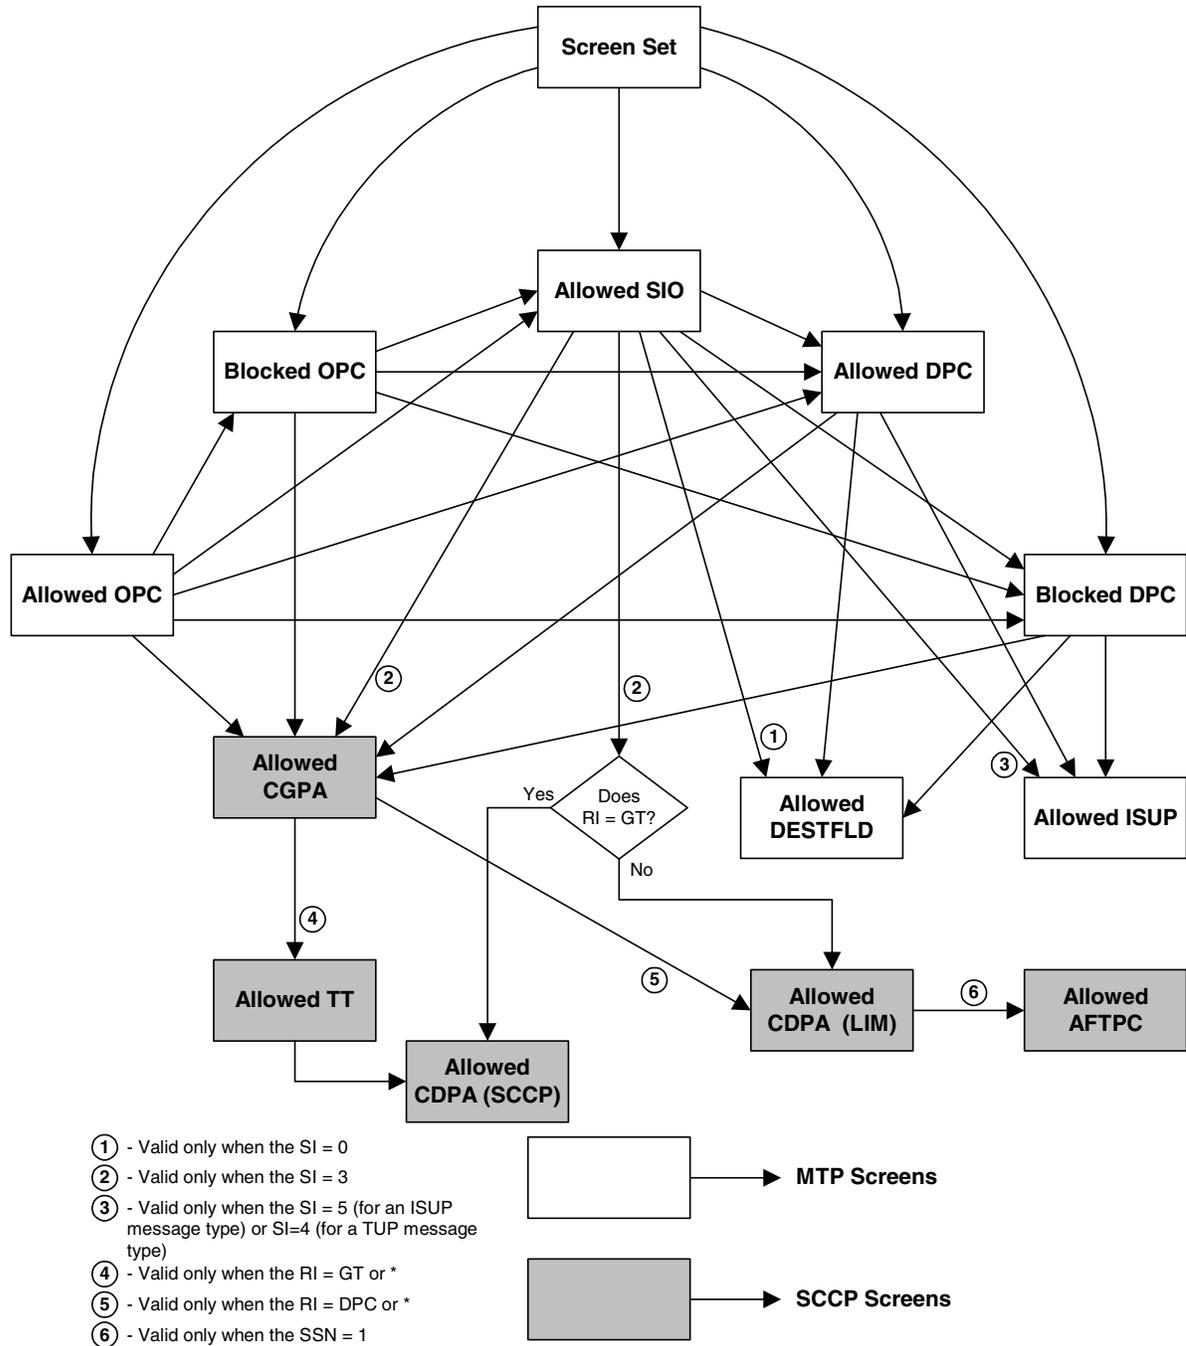 Screen Set
Allowed SIO
Blocked OPC
Allowed DPC
Allowed OPC
Blocked DPC
2
2
1
3
Allowed
CGPA
Yes
Does
RI = GT?
No
Allowed
DESTFLD
Allowed ISUP
4
5
6
Allowed TT
Allowed
CDPA (LIM)
Allowed
AFTPC
Allowed
CDPA (SCCP)
1 - Valid only when the SI = 0
2 - Valid only when the SI = 3
3 - Valid only when the SI = 5 (for an ISUP
message type) or SI=4 (for a TUP message
type)
4 - Valid only when the RI = GT or *
5 - Valid only when the RI = DPC or *
6 - Valid only when the SSN = 1
MTP Screens
SCCP Screens